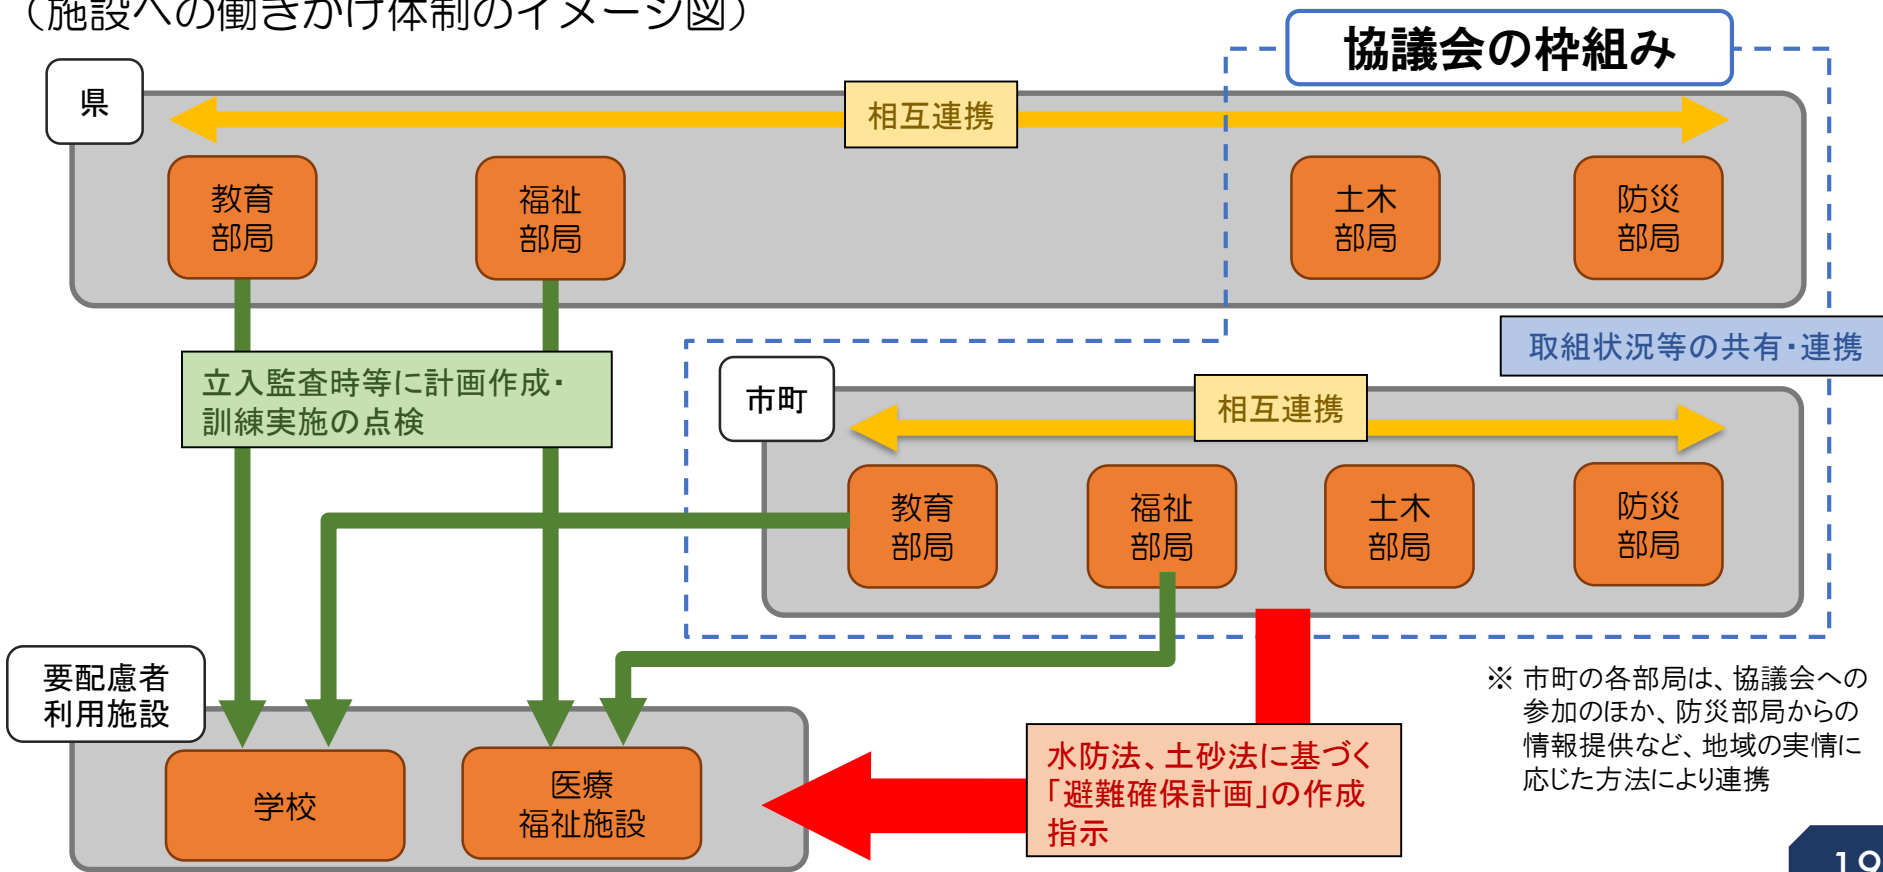 （施設への働きかけ体制のイメージ図）
協議会の枠組み
県
相互連携
教育
部局
福祉
部局
土木
部局
防災
部局
取組状況等の共有・連携
立入監査時等に計画作成・
訓練実施の点検
市町
相互連携
教育
部局
福祉
部局
土木
部局
防災
部局
要配慮者
利用施設
学校
医療
福祉施設
水防法、土砂法に基づく
「避難確保計画」の作成
指示
※ 市町の各部局は、協議会への
参加のほか、防災部局からの
情報提供など、地域の実情に
応じた方法により連携
19